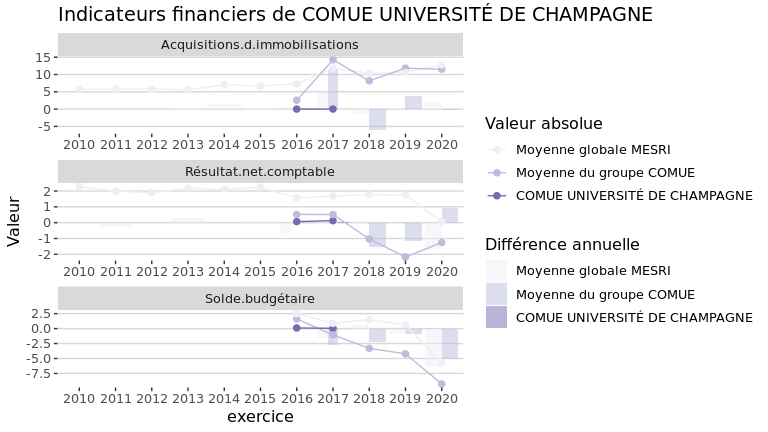 Indicateurs financiers de COMUE UNIVERSITÉ DE CHAMPAGNE
Acquisitions.d.immobilisations
15
10
5
0
-5
2010 2011 2012 2013 2014 2015 2016 2017 2018 2019 2020
Résultat.net.comptable
2
1
0
-1
-2
2010 2011 2012 2013 2014 2015 2016 2017 2018 2019 2020
Solde.budgétaire
2.5
0.0
-2.5
-5.0
-7.5
2010 2011 2012 2013 2014 2015 2016 2017 2018 2019 2020
exercice
Valeur
Valeur absolue
Moyenne globale MESRI
Moyenne du groupe COMUE
COMUE UNIVERSITÉ DE CHAMPAGNE
Différence annuelle
Moyenne globale MESRI
Moyenne du groupe COMUE
COMUE UNIVERSITÉ DE CHAMPAGNE